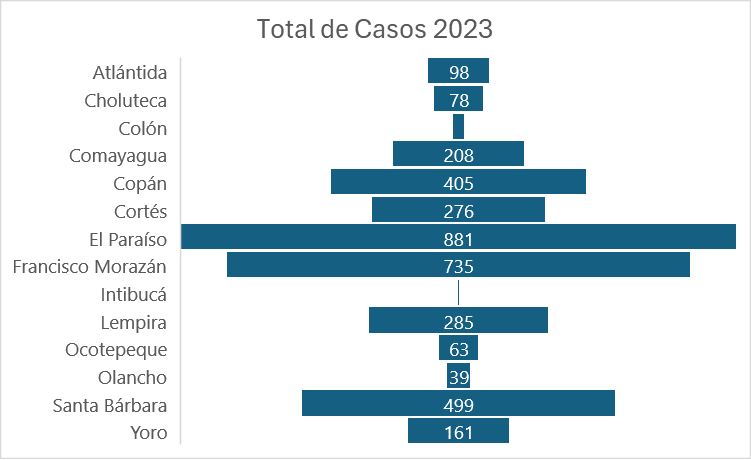 Total de Casos 2023
Atlántida 98
Choluteca 78
Colón
Comayagua 208
Copán 405
Cortés 276
El Paraíso 881
Francisco Morazán 735
Intibucá
Lempira 285
Ocotepeque 63
Olancho 39
Santa Bárbara 499
Yoro 161